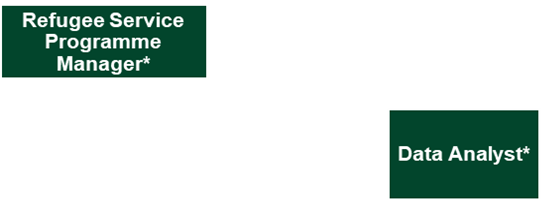 Refugee Service
Programme
Manager*
Data Analyst*